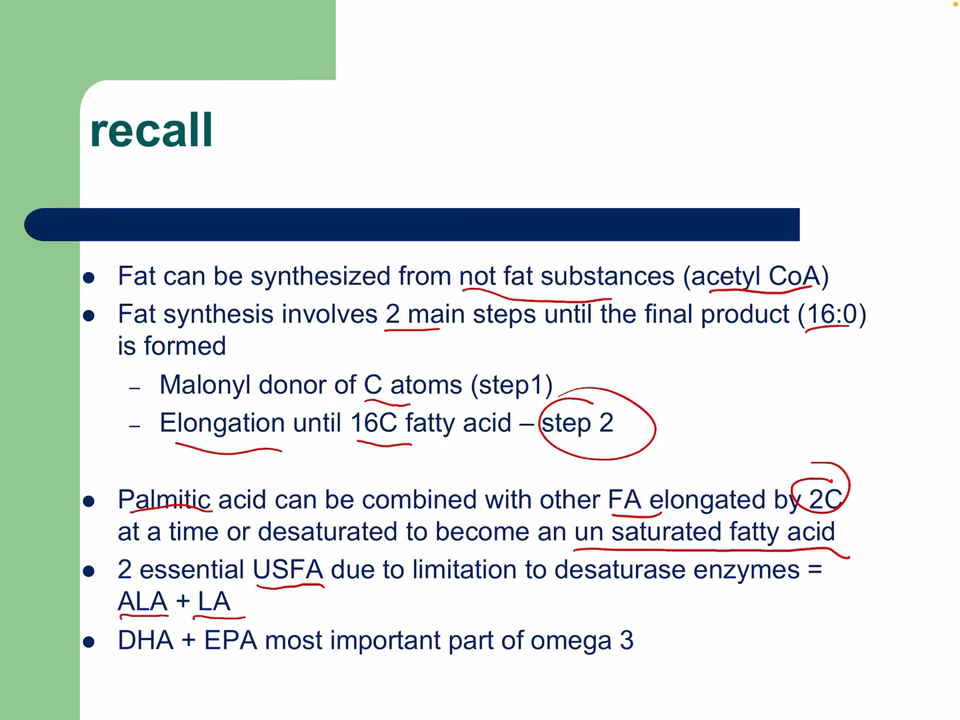 recall
● Fat can be synthesized from not fat substances (acetyl CoA)
● Fat synthesis involves 2 main steps until the final product (16:0)
is formed
– Malonyl donor of C atoms (step1)
– Elongation until 16C fatty acid – step 2
● Palmitic acid can be combined with other FA elongated by 2C
at a time or desaturated to become an un saturated fatty acid
● 2 essential USFA due to limitation to desaturase enzymes =
ALA + LA
● DHA + EPA most important part of omega 3